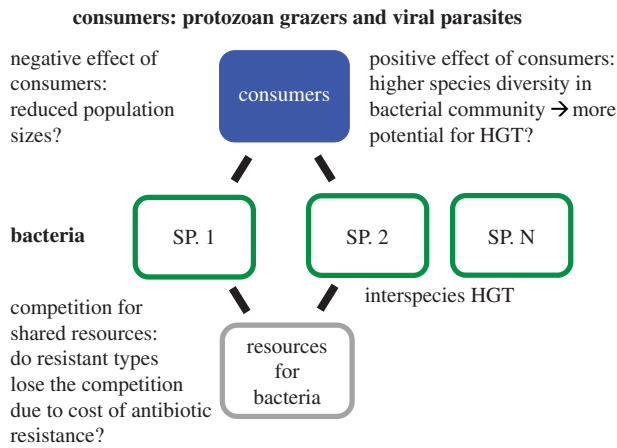 consumers: protozoan grazers and viral parasites
negative effect of
consumers:
reduced population
sizes?
consumers
positive effect of consumers:
higher species diversity in
bacterial community → more
potential for HGT?
bacteria
SP. 1
SP. 2
SP. N
interspecies HGT
competition for
shared resources:
do resistant types
lose the competition
due to cost of antibiotic
resistance?
resources
for
bacteria